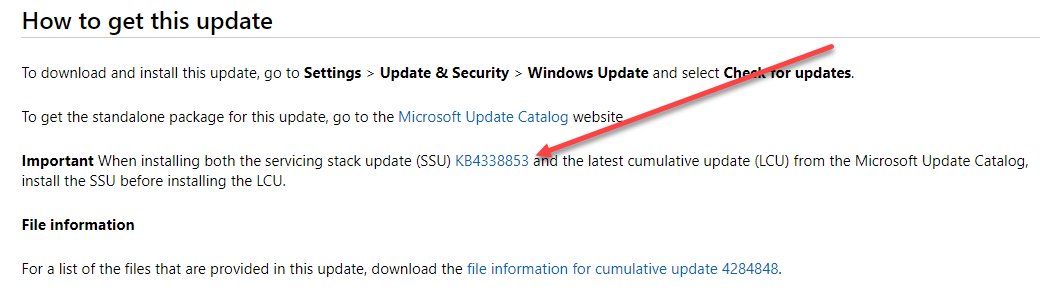 How to get this update
To download and install this update, go to Settings > Update & Security > Windows Update and select Check for updates.
To get the standalone package for this update, go to the Microsoft Update Catalog website
Important When installing both the servicing stack update (SSU) KB4338853 and the latest cumulative update (LCU) from the Microsoft Update Catalog,
install the SSU before installing the LCU.
File information
For a list of the files that are provided in this update, download the file information for cumulative update 4284848.